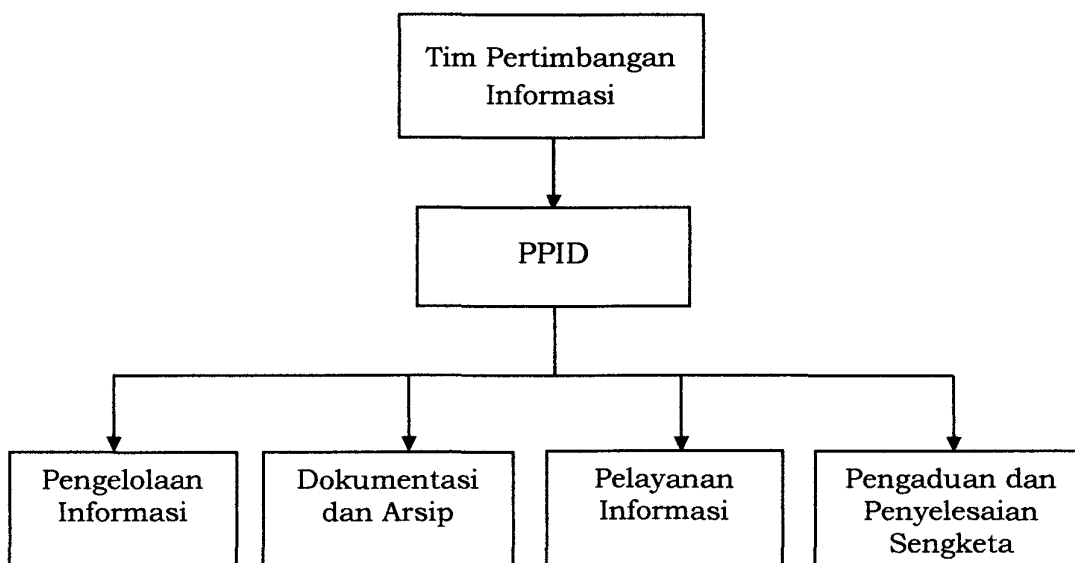 Tim Pertimbangan
Informasi
PPID
Pengelolaan
Informasi
Dokumentasi
dan Arsip
Pelayanan
Informasi
Pengaduan dan
Penyelesaian
Sengketa